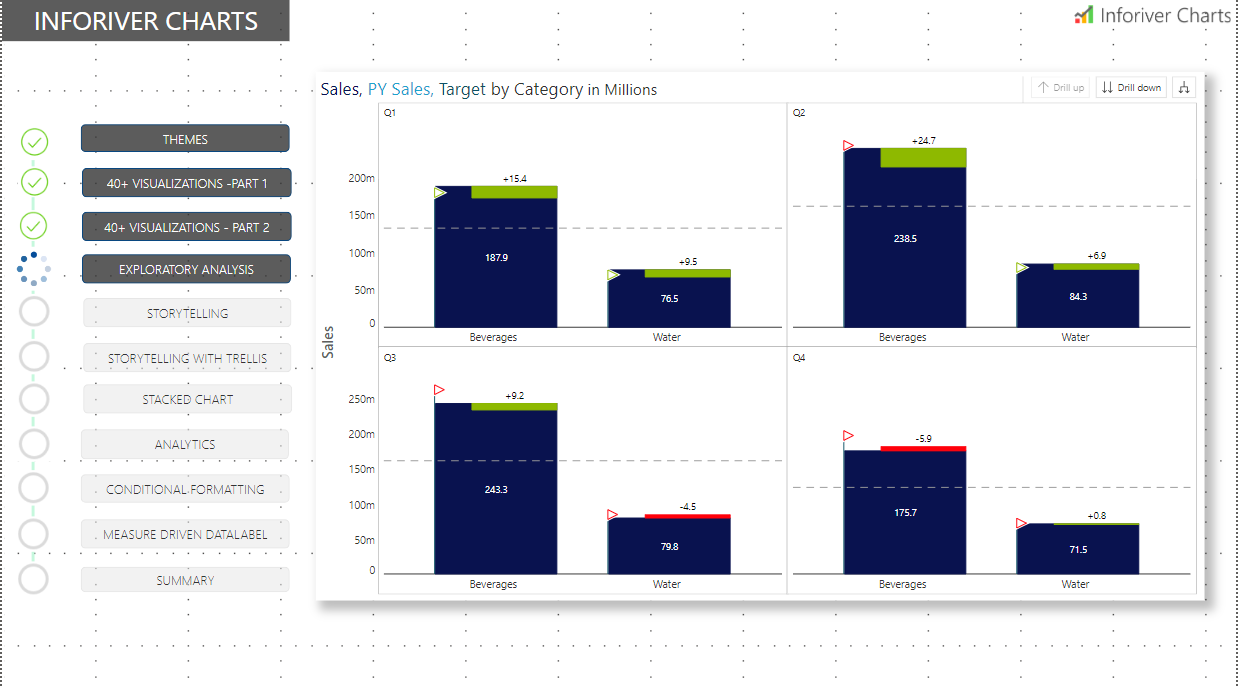 INFORIVER CHARTS
Inforiver Charts
THEMES
40+ VISUALIZATIONS -PART 1
40+ VISUALIZATIONS - PART 2
EXPLORATORY ANALYSIS
STORYTELLING
STORYTELLING WITH TRELLIS
STACKED CHART
ANALYTICS
CONDITIONAL FORMATTING
MEASURE DRIVEN DATALABEL
SUMMARY
Sales, PY Sales, Target by Category in Millions
Drill up
Drill down
Sales
Q1
200m
150m
100m
50m
0
+15.4
187.9
+9.5
76.5
Beverages
Water
Q2
+24.7
238.5
+6.9
84.3
Beverages
Water
Q3
250m
200m
150m
100m
50m
0
+9.2
243.3
-4.5
79.8
Beverages
Water
Q4
-5.9
175.7
+0.8
71.5
Beverages
Water